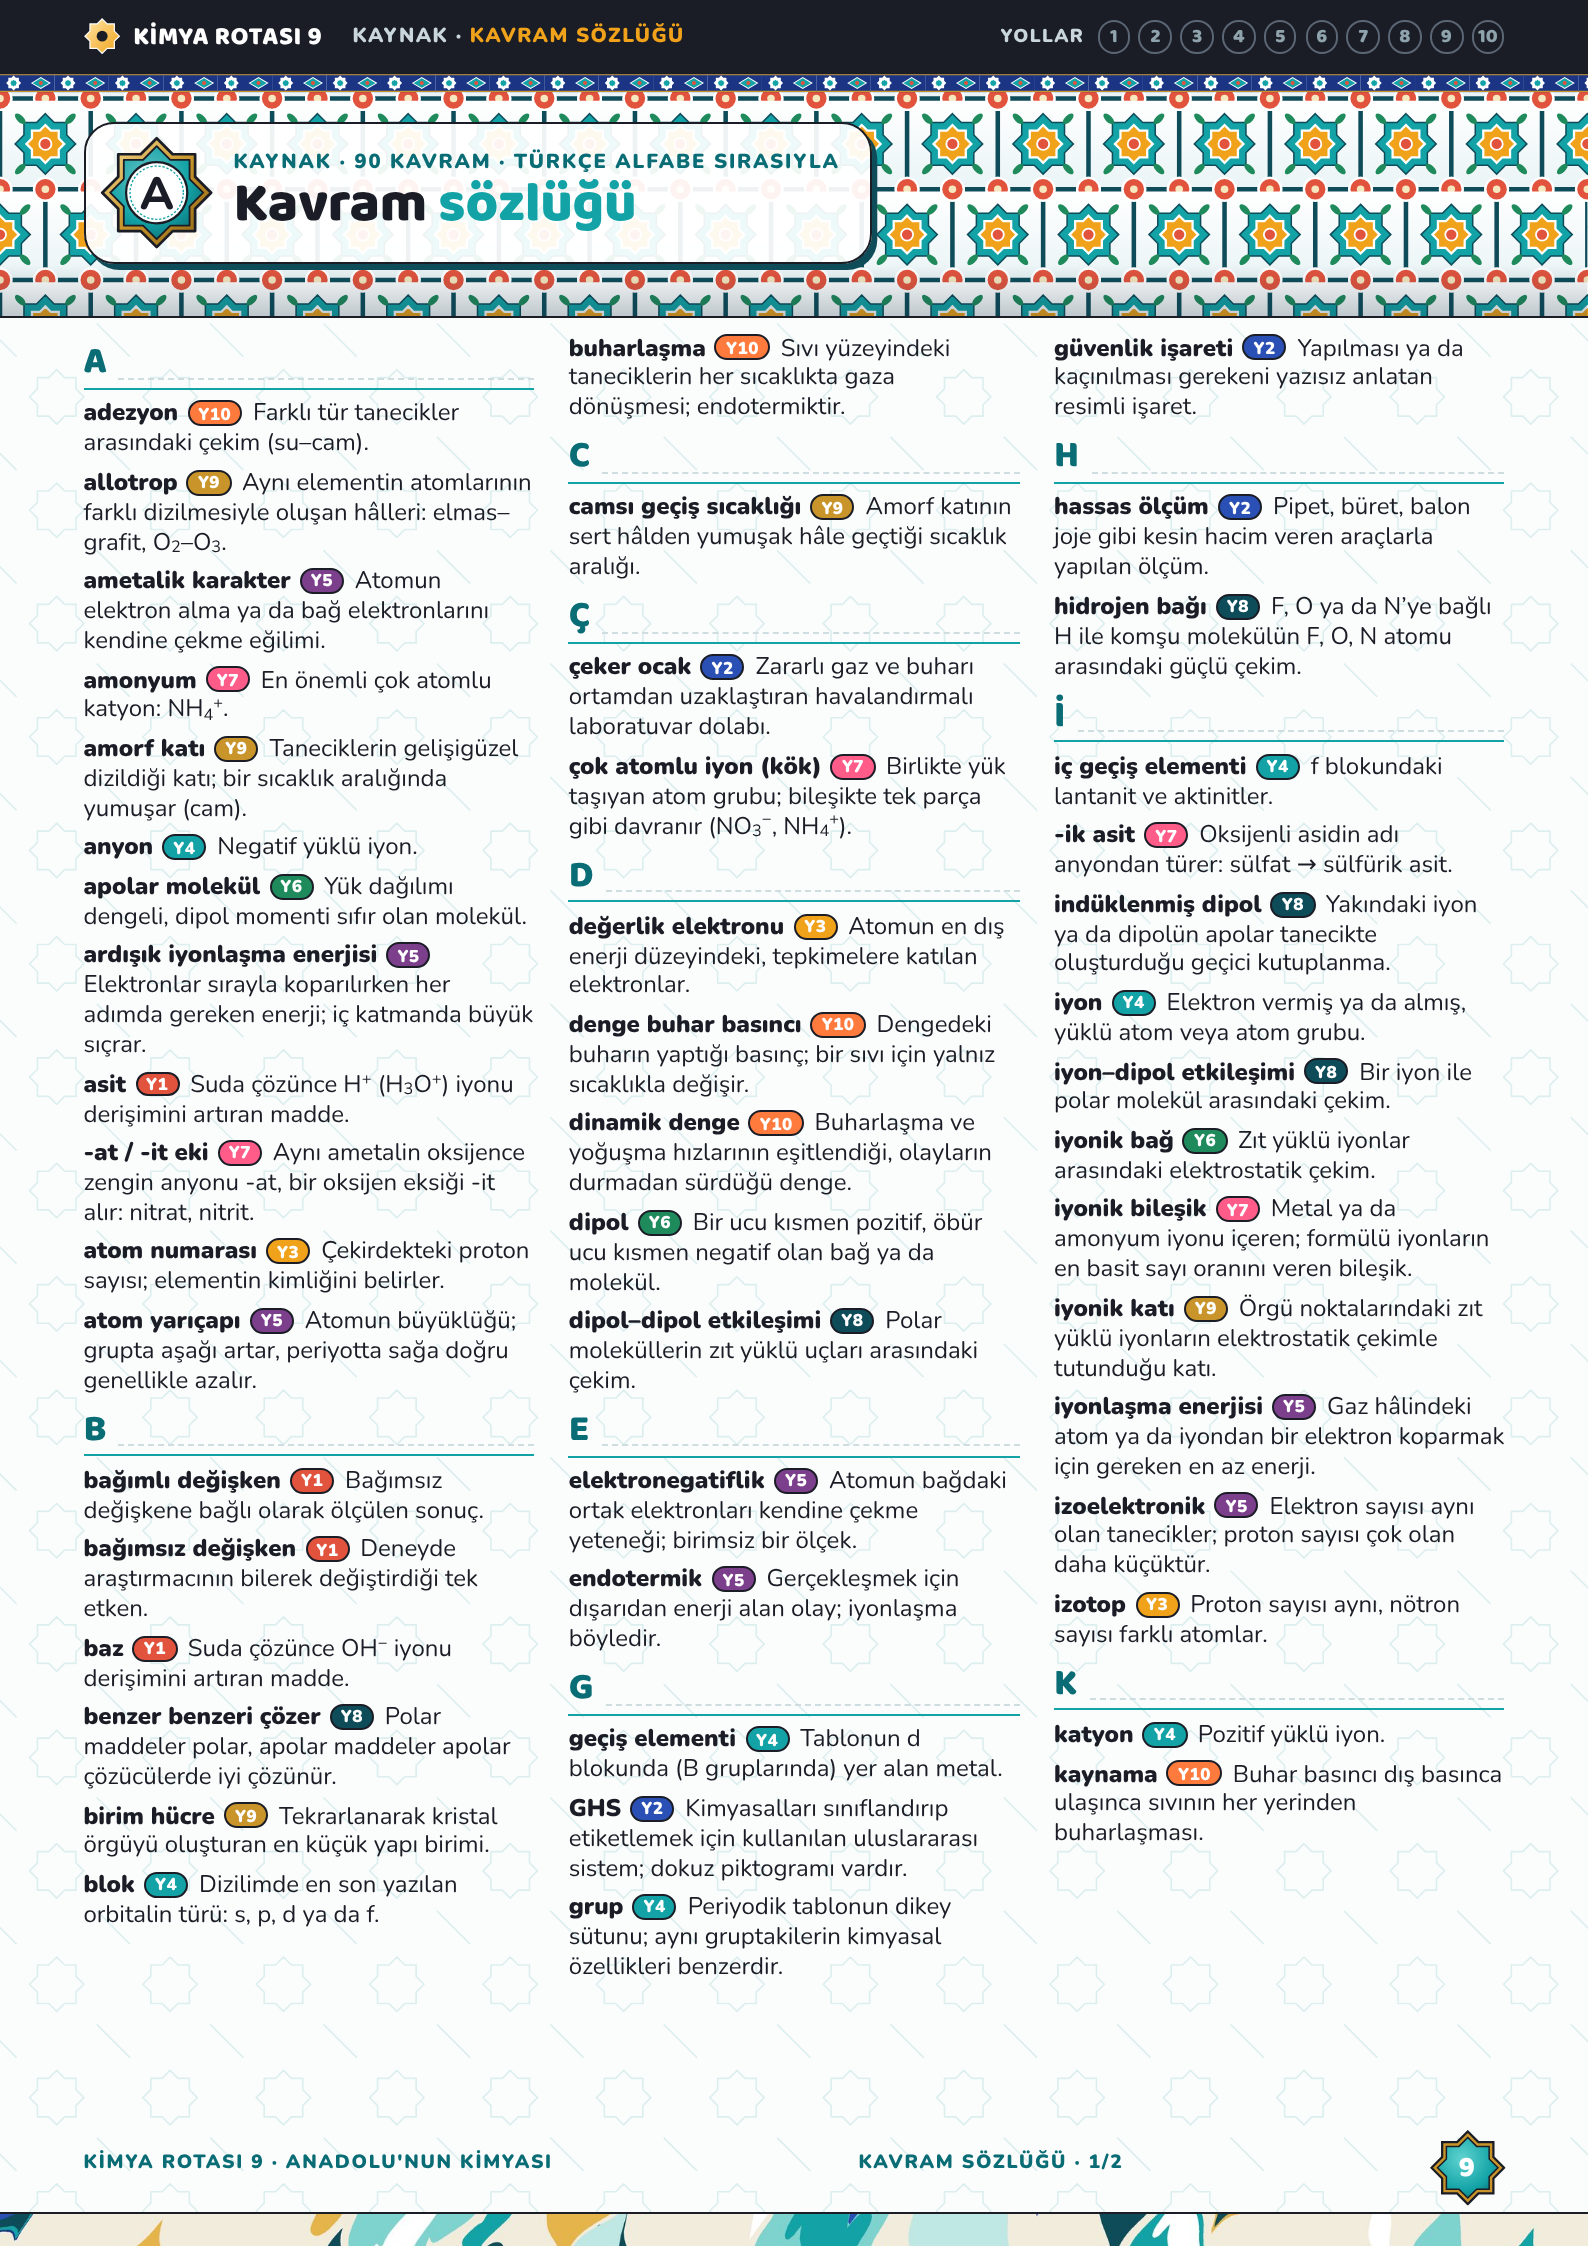 KİMYA ROTASI 9 KAYNAK · KAVRAM SÖZLÜĞÜ YOLLAR 1 2 3 4 5 6 7 8 9 10
KAYNAK · 90 KAVRAM · TÜRKÇE ALFABE SIRASIYLA
A Kavram sözlüğü
A
adezyon Y10 Farklı tür tanecikler
arasındaki çekim (su–cam).
allotrop Y9 Aynı elementin atomlarının
farklı dizilmesiyle oluşan hâlleri: elmas–
grafit, O₂–O₃.
ametalik karakter Y5 Atomun
elektron alma ya da bağ elektronlarını
kendine çekme eğilimi.
amonyum Y7 En önemli çok atomlu
katyon: NH₄⁺.
amorf katı Y9 Taneciklerin gelişigüzel
dizildiği katı; bir sıcaklık aralığında
yumuşar (cam).
anyon Y4 Negatif yüklü iyon.
apolar molekül Y6 Yük dağılımı
dengeli, dipol momenti sıfır olan molekül.
ardışık iyonlaşma enerjisi Y5
Elektronlar sırayla koparılırken her
adımda gereken enerji; iç katmanda büyük
sıçrar.
asit Y1 Suda çözünce H⁺ (H₃O⁺) iyonu
derişimini artıran madde.
-at / -it eki Y7 Aynı ametalin oksijence
zengin anyonu -at, bir oksijen eksiği -it
alır: nitrat, nitrit.
atom numarası Y3 Çekirdekteki proton
sayısı; elementin kimliğini belirler.
atom yarıçapı Y5 Atomun büyüklüğü;
grupta aşağı artar, periyotta sağa doğru
genellikle azalır.
B
bağımlı değişken Y1 Bağımsız
değişkene bağlı olarak ölçülen sonuç.
bağımsız değişken Y1 Deneyde
araştırmacının bilerek değiştirdiği tek
etken.
baz Y1 Suda çözünce OH⁻ iyonu
derişimini artıran madde.
benzer benzeri çözer Y8 Polar
maddeler polar, apolar maddeler apolar
çözücülerde iyi çözünür.
birim hücre Y9 Tekrarlanarak kristal
örgüyü oluşturan en küçük yapı birimi.
blok Y4 Dizilimde en son yazılan
orbitalin türü: s, p, d ya da f.
buharlaşma Y10 Sıvı yüzeyindeki
taneciklerin her sıcaklıkta gaza
dönüşmesi; endotermiktir.
C
camsı geçiş sıcaklığı Y9 Amorf katının
sert hâlden yumuşak hâle geçtiği sıcaklık
aralığı.
Ç
çeker ocak Y2 Zararlı gaz ve buharı
ortamdan uzaklaştıran havalandırmalı
laboratuvar dolabı.
çok atomlu iyon (kök) Y7 Birlikte yük
taşıyan atom grubu; bileşikte tek parça
gibi davranır (NO₃⁻, NH₄⁺).
D
değerlik elektronu Y3 Atomun en dış
enerji düzeyindeki, tepkimelere katılan
elektronlar.
denge buhar basıncı Y10 Dengedeki
buharın yaptığı basınç; bir sıvı için yalnız
sıcaklıkla değişir.
dinamik denge Y10 Buharlaşma ve
yoğuşma hızlarının eşitlendiği, olayların
durmadan sürdüğü denge.
dipol Y6 Bir ucu kısmen pozitif, öbür
ucu kısmen negatif olan bağ ya da
molekül.
dipol–dipol etkileşimi Y8 Polar
moleküllerin zıt yüklü uçları arasındaki
çekim.
E
elektronegatiflik Y5 Atomun bağdaki
ortak elektronları kendine çekme
yeteneği; birimsiz bir ölçek.
endotermik Y5 Gerçekleşmek için
dışarıdan enerji alan olay; iyonlaşma
böyledir.
G
geçiş elementi Y4 Tablonun d
blokunda (B gruplarında) yer alan metal.
GHS Y2 Kimyasalları sınıflandırıp
etiketlemek için kullanılan uluslararası
sistem; dokuz piktogramı vardır.
grup Y4 Periyodik tablonun dikey
sütunu; aynı gruptakilerin kimyasal
özellikleri benzerdir.
güvenlik işareti Y2 Yapılması ya da
kaçınılması gerekeni yazısız anlatan
resimli işaret.
H
hassas ölçüm Y2 Pipet, büret, balon
joje gibi kesin hacim veren araçlarla
yapılan ölçüm.
hidrojen bağı Y8 F, O ya da N’ye bağlı
H ile komşu molekülün F, O, N atomu
arasındaki güçlü çekim.
İ
iç geçiş elementi Y4 f blokundaki
lantanit ve aktinitler.
-ik asit Y7 Oksijenli asidin adı
anyondan türer: sülfat → sülfürik asit.
indüklenmiş dipol Y8 Yakındaki iyon
ya da dipolün apolar tanecikte
oluşturduğu geçici kutuplanma.
iyon Y4 Elektron vermiş ya da almış,
yüklü atom veya atom grubu.
iyon–dipol etkileşimi Y8 Bir iyon ile
polar molekül arasındaki çekim.
iyonik bağ Y6 Zıt yüklü iyonlar
arasındaki elektrostatik çekim.
iyonik bileşik Y7 Metal ya da
amonyum iyonu içeren; formülü iyonların
en basit sayı oranını veren bileşik.
iyonik katı Y9 Örgü noktalarındaki zıt
yüklü iyonların elektrostatik çekimle
tutunduğu katı.
iyonlaşma enerjisi Y5 Gaz hâlindeki
atom ya da iyondan bir elektron koparmak
için gereken en az enerji.
izoelektronik Y5 Elektron sayısı aynı
olan tanecikler; proton sayısı çok olan
daha küçüktür.
izotop Y3 Proton sayısı aynı, nötron
sayısı farklı atomlar.
K
katyon Y4 Pozitif yüklü iyon.
kaynama Y10 Buhar basıncı dış basınca
ulaşınca sıvının her yerinden
buharlaşması.
KİMYA ROTASI 9 · ANADOLU'NUN KİMYASI KAVRAM SÖZLÜĞÜ · 1/2 9